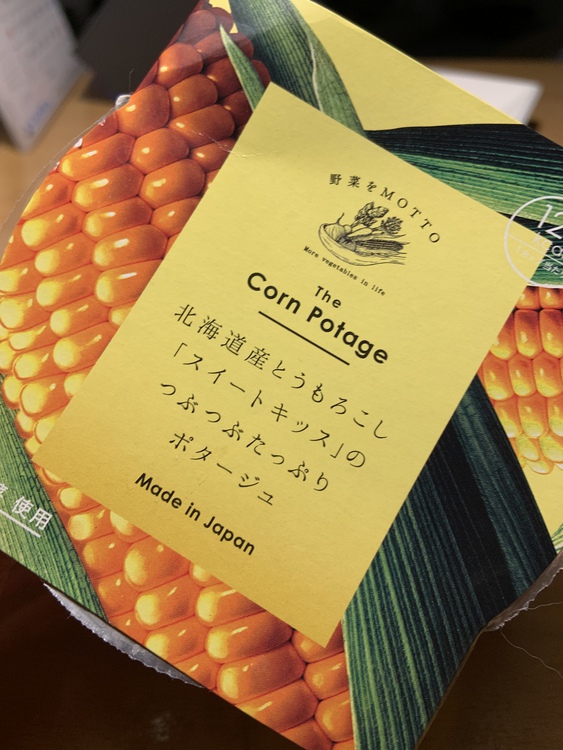 野菜をMOTTO
More vegetables in life
The
Corn Potage
北海道産とうもろこし
「スイートキッス」の
つぶつぶたっぷり
ポタージュ
Made in Japan
使用